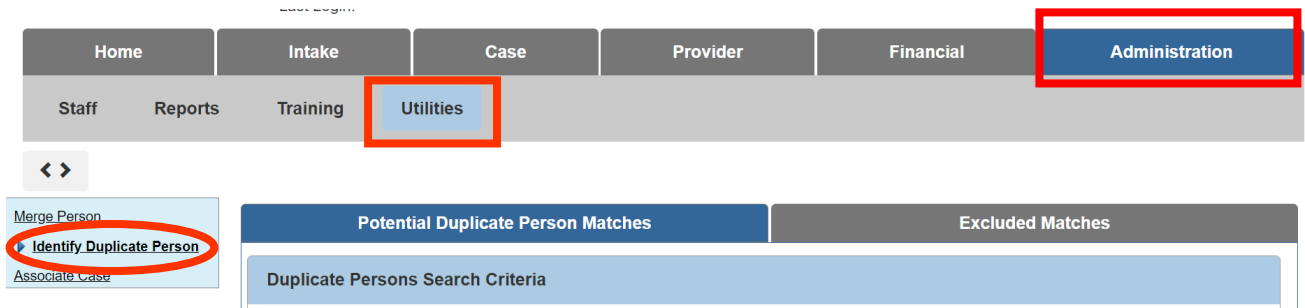 Home Intake Case Provider Financial Administration
Staff Reports Training Utilities
Merge Person
Identify Duplicate Person
Associate Case
Potential Duplicate Person Matches Excluded Matches
Duplicate Persons Search Criteria